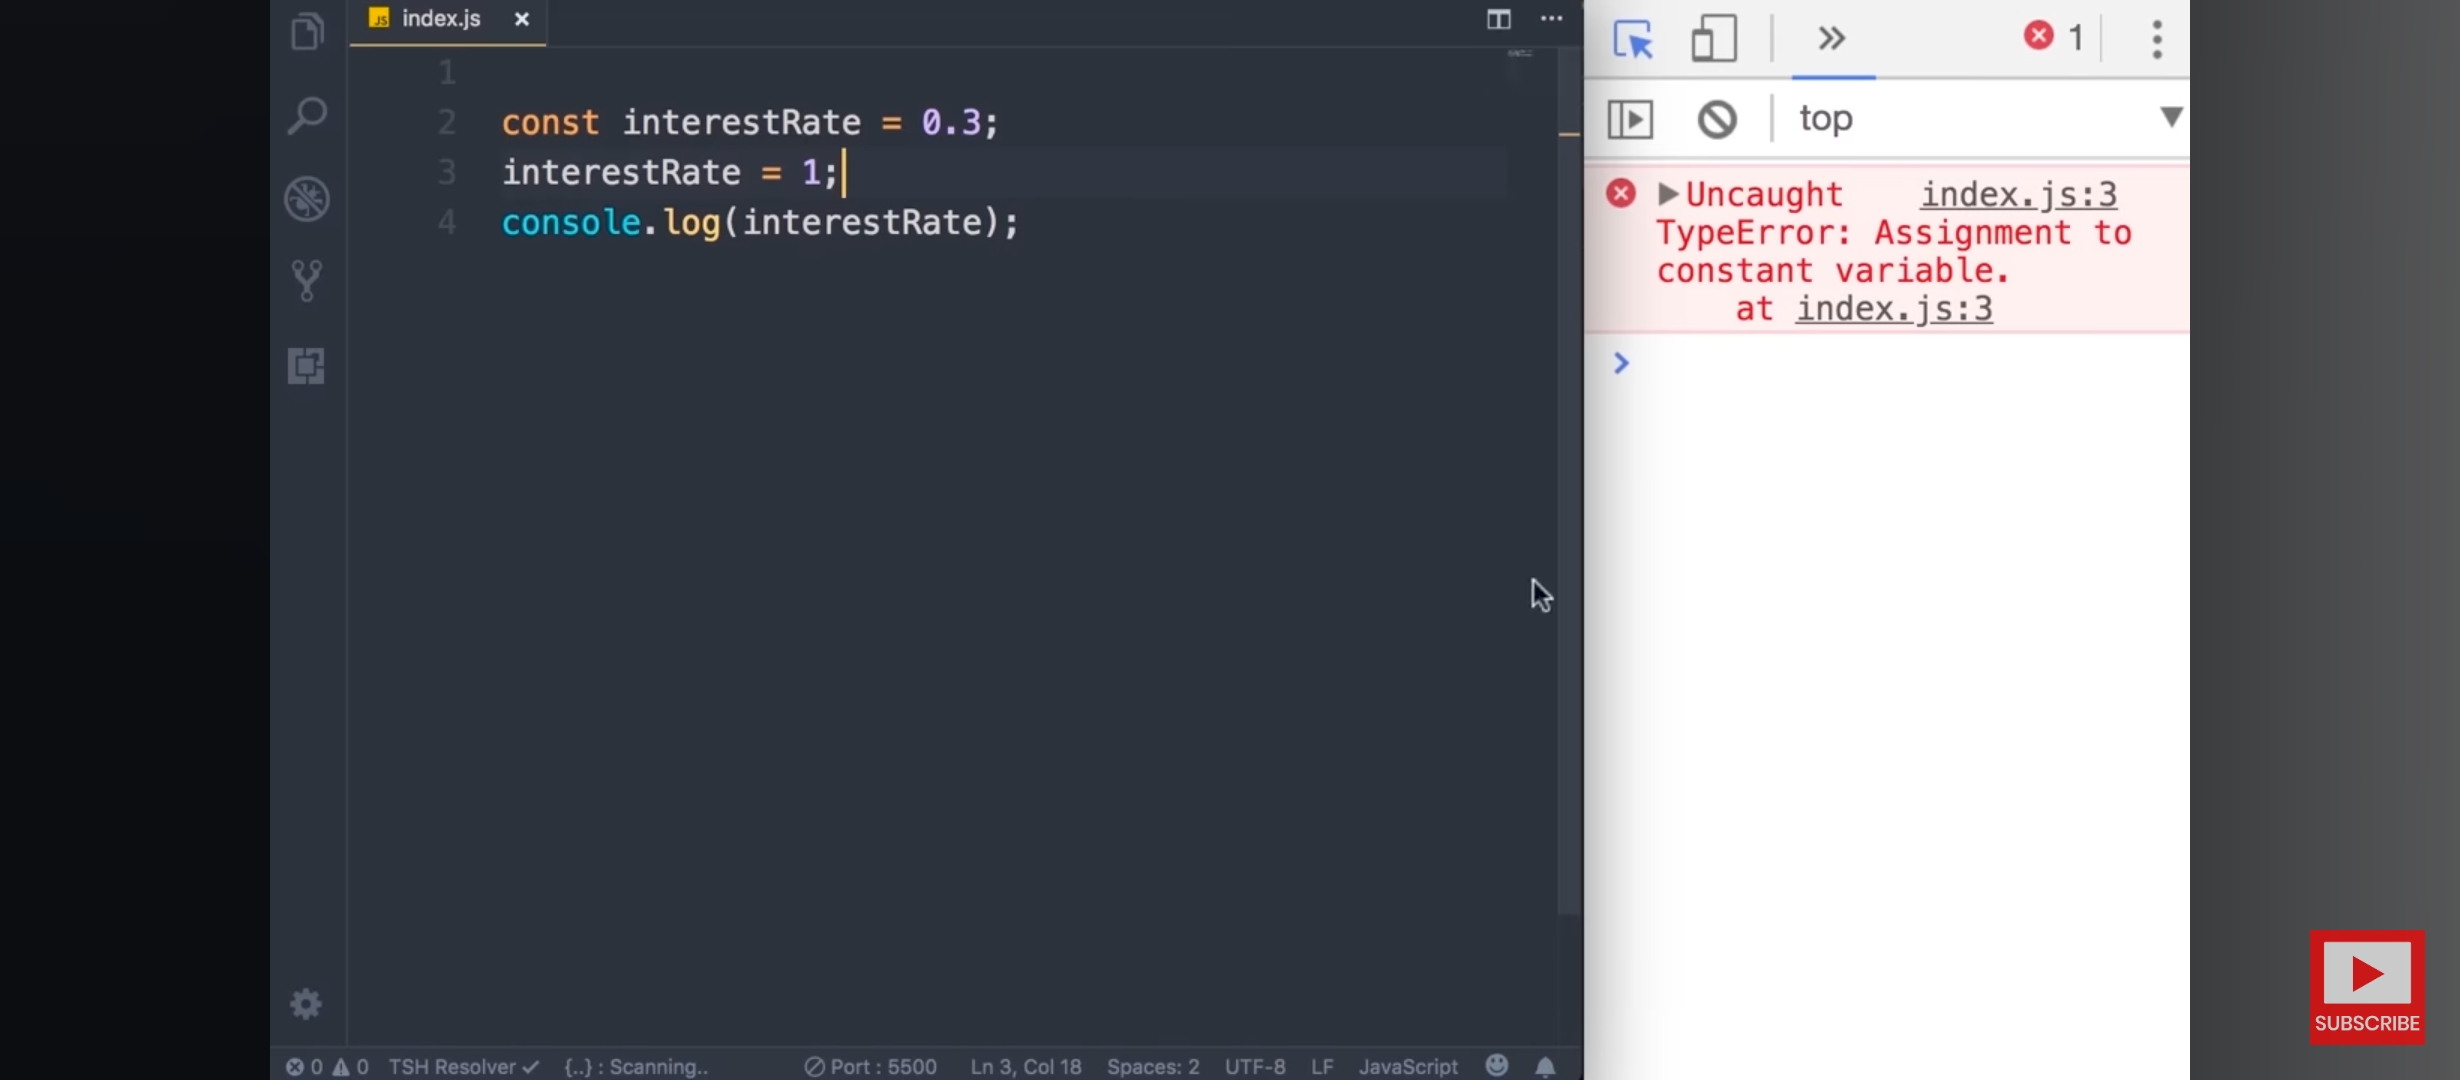 index.js
1
2 const interestRate = 0.3;
3 interestRate = 1;
4 console.log(interestRate);
1
top
Uncaught index.js:3
TypeError: Assignment to
constant variable.
at index.js:3
0 0 TSH Resolver {..} : Scanning.. Port : 5500 Ln 3, Col 18 Spaces: 2 UTF-8 LF JavaScript
SUBSCRIBE